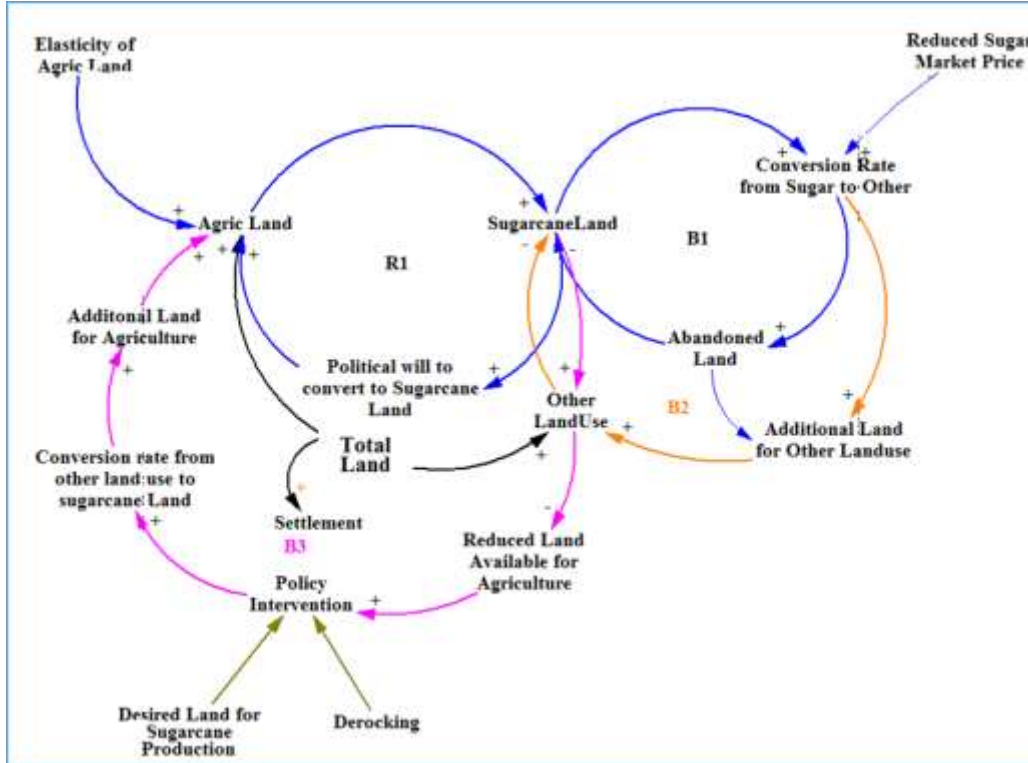 Elasticity of
Agric Land
Reduced Sugar
Market Price
+
+
Conversion Rate
from Sugar to Other
+
Agric Land
+
SugarcaneLand
+
+
+
-
-
R1
B1
Additonal Land
for Agriculture
+
Political will to
convert to Sugarcane
Land
+
+
Other
LandUse
+
Abandoned
Land
+
B2
+
Additional Land
for Other Landuse
+
Total
Land
+
Conversion rate from
other land use to
sugarcane Land
+
+
Settlement
B3
-
Reduced Land
Available for
Agriculture
Policy
Intervention
+
Desired Land for
Sugarcane
Production
Derocking